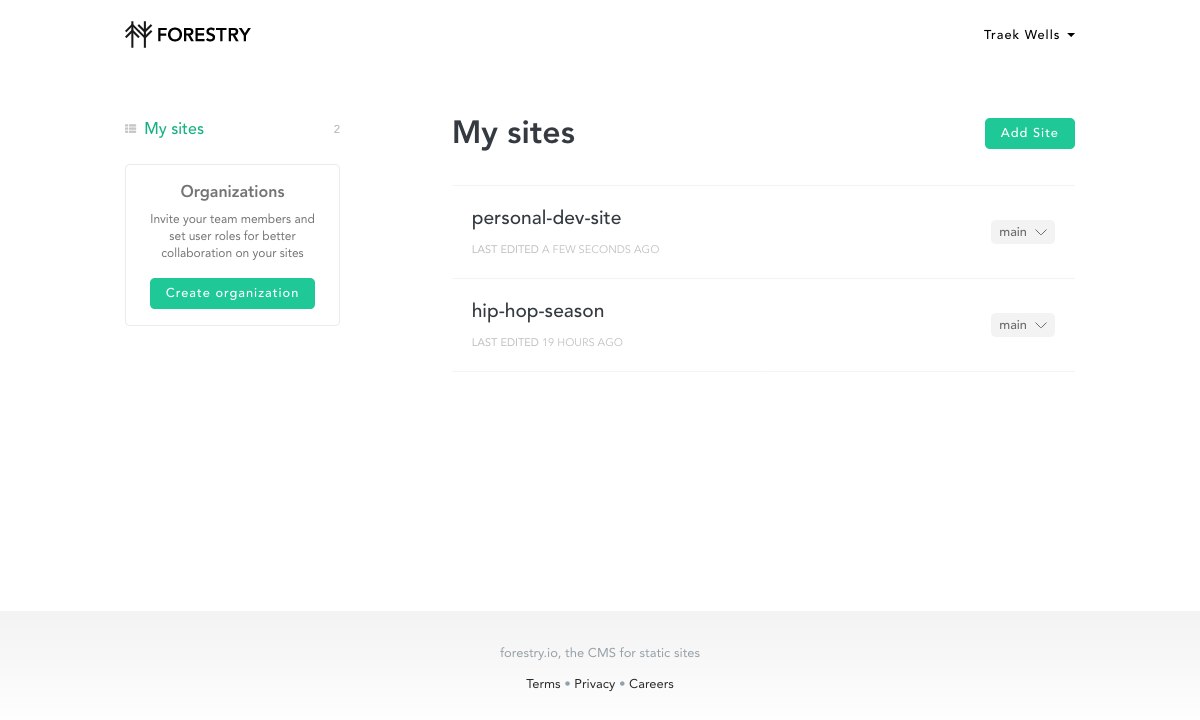 FORESTRY
Traek Wells
My sites
2
Organizations
Invite your team members and
set user roles for better
collaboration on your sites
Create organization
My sites
Add Site
personal-dev-site
LAST EDITED A FEW SECONDS AGO
main
hip-hop-season
LAST EDITED 19 HOURS AGO
main
forestry.io, the CMS for static sites
Terms • Privacy • Careers